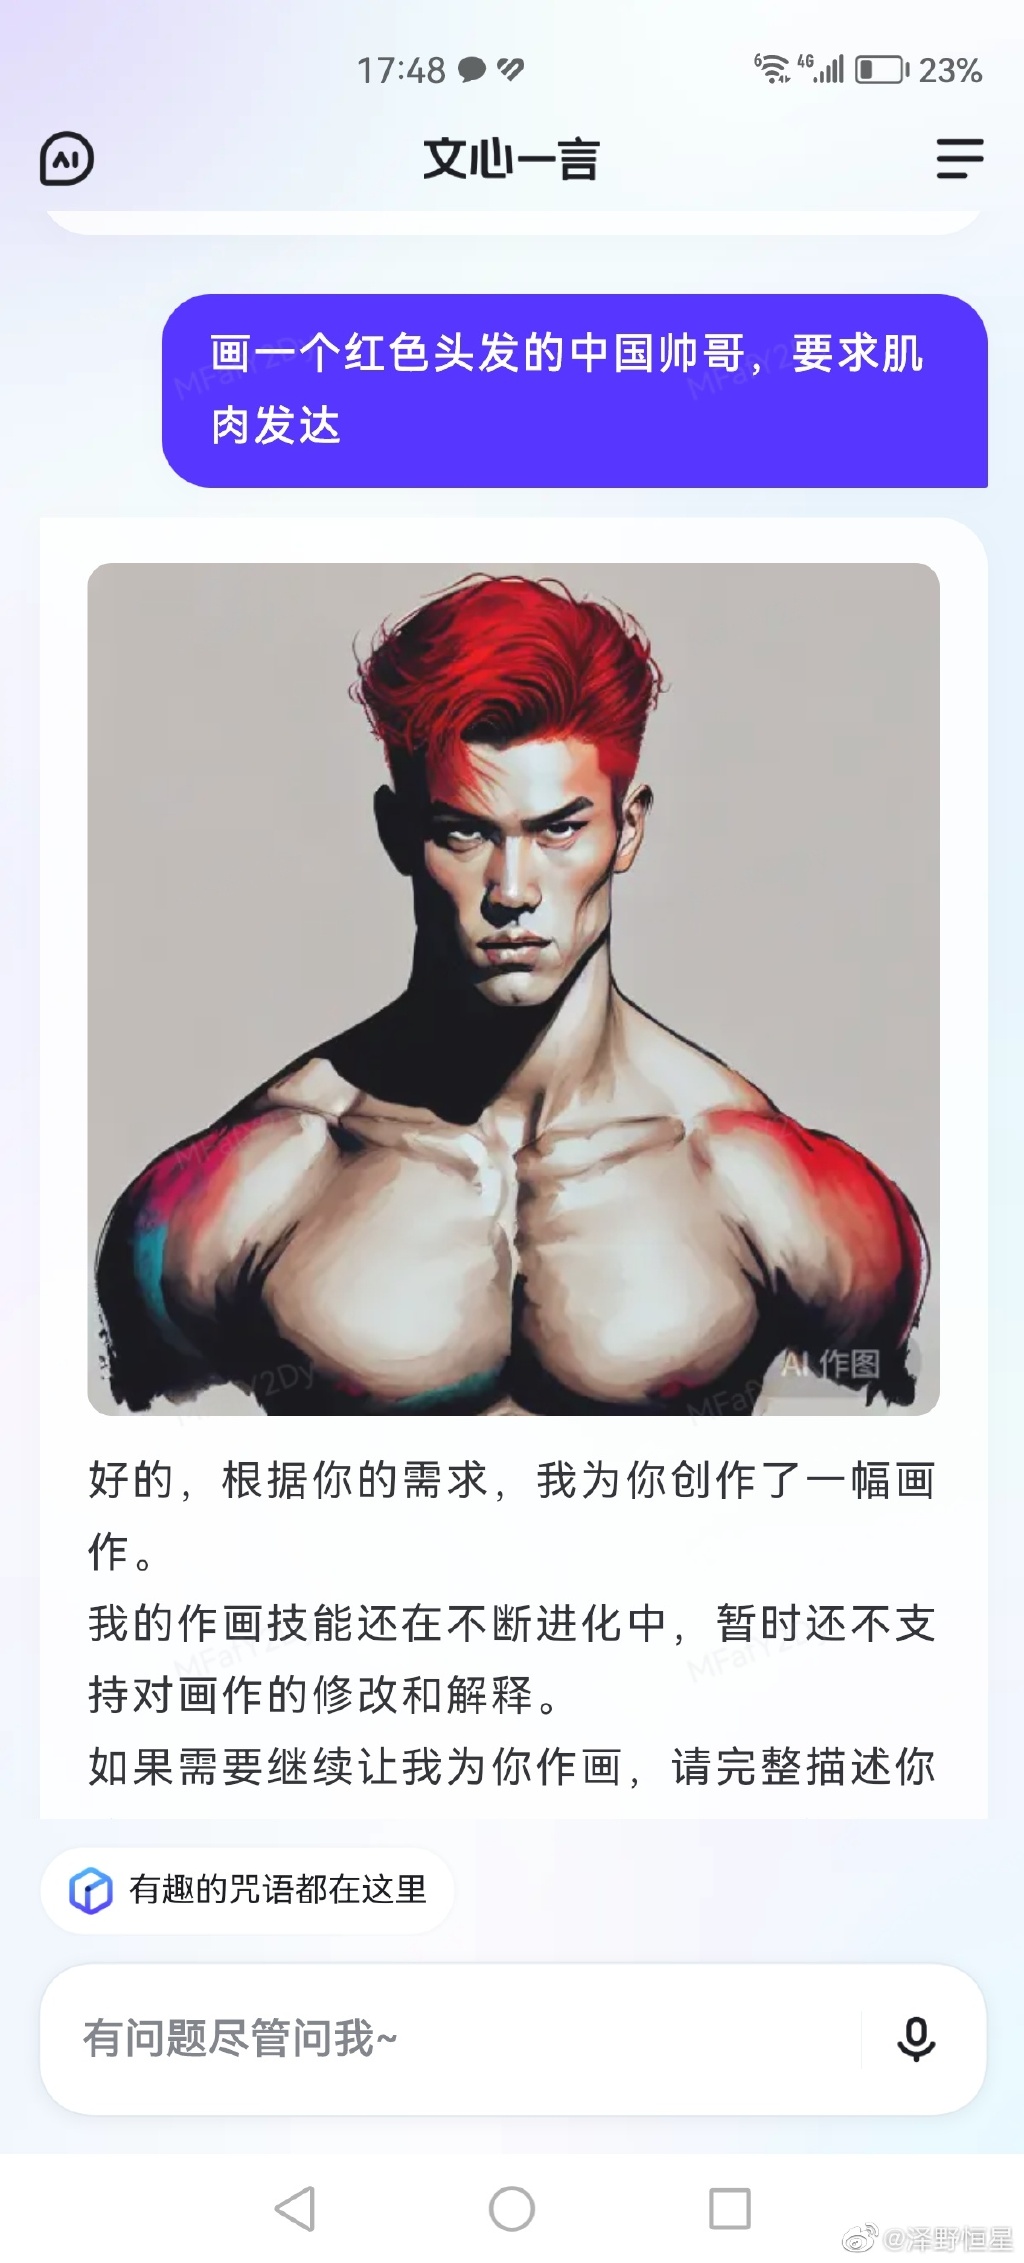 17:48
6 4G 23%
AI
文心一言
画一个红色头发的中国帅哥，要求肌
肉发达
AI 作图
好的，根据你的需求，我为你创作了一幅画
作。
我的作画技能还在不断进化中，暂时还不支
持对画作的修改和解释。
如果需要继续让我为你作画，请完整描述你
有趣的咒语都在这里
有问题尽管问我~
@泽野恒星